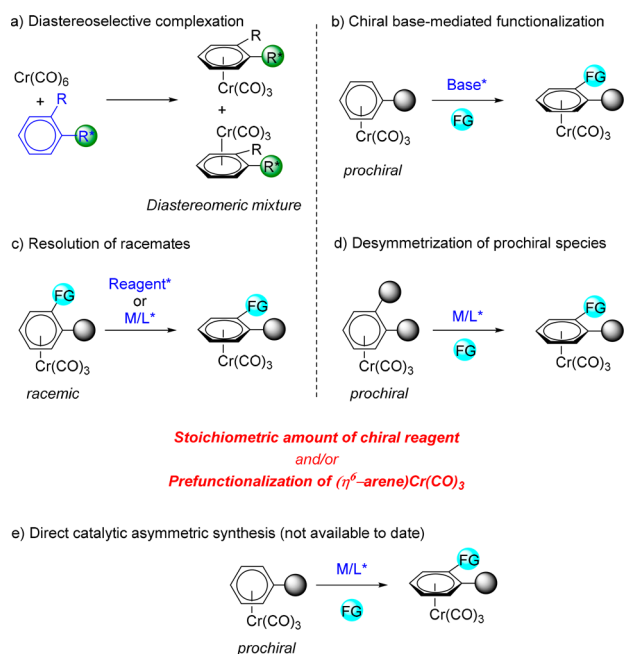 a) Diastereoselective complexation
Cr(CO)6
+
R
R*
R
R*
Cr(CO)3
+
Cr(CO)3
R
R*
Diastereomeric mixture
b) Chiral base-mediated functionalization
Cr(CO)3
prochiral
Base*
FG
FG
Cr(CO)3
c) Resolution of racemates
FG
Cr(CO)3
racemic
Reagent*
or
M/L*
FG
Cr(CO)3
d) Desymmetrization of prochiral species
Cr(CO)3
prochiral
M/L*
FG
FG
Cr(CO)3
Stoichiometric amount of chiral reagent
and/or
Prefunctionalization of (η6–arene)Cr(CO)3
e) Direct catalytic asymmetric synthesis (not available to date)
Cr(CO)3
prochiral
M/L*
FG
FG
Cr(CO)3